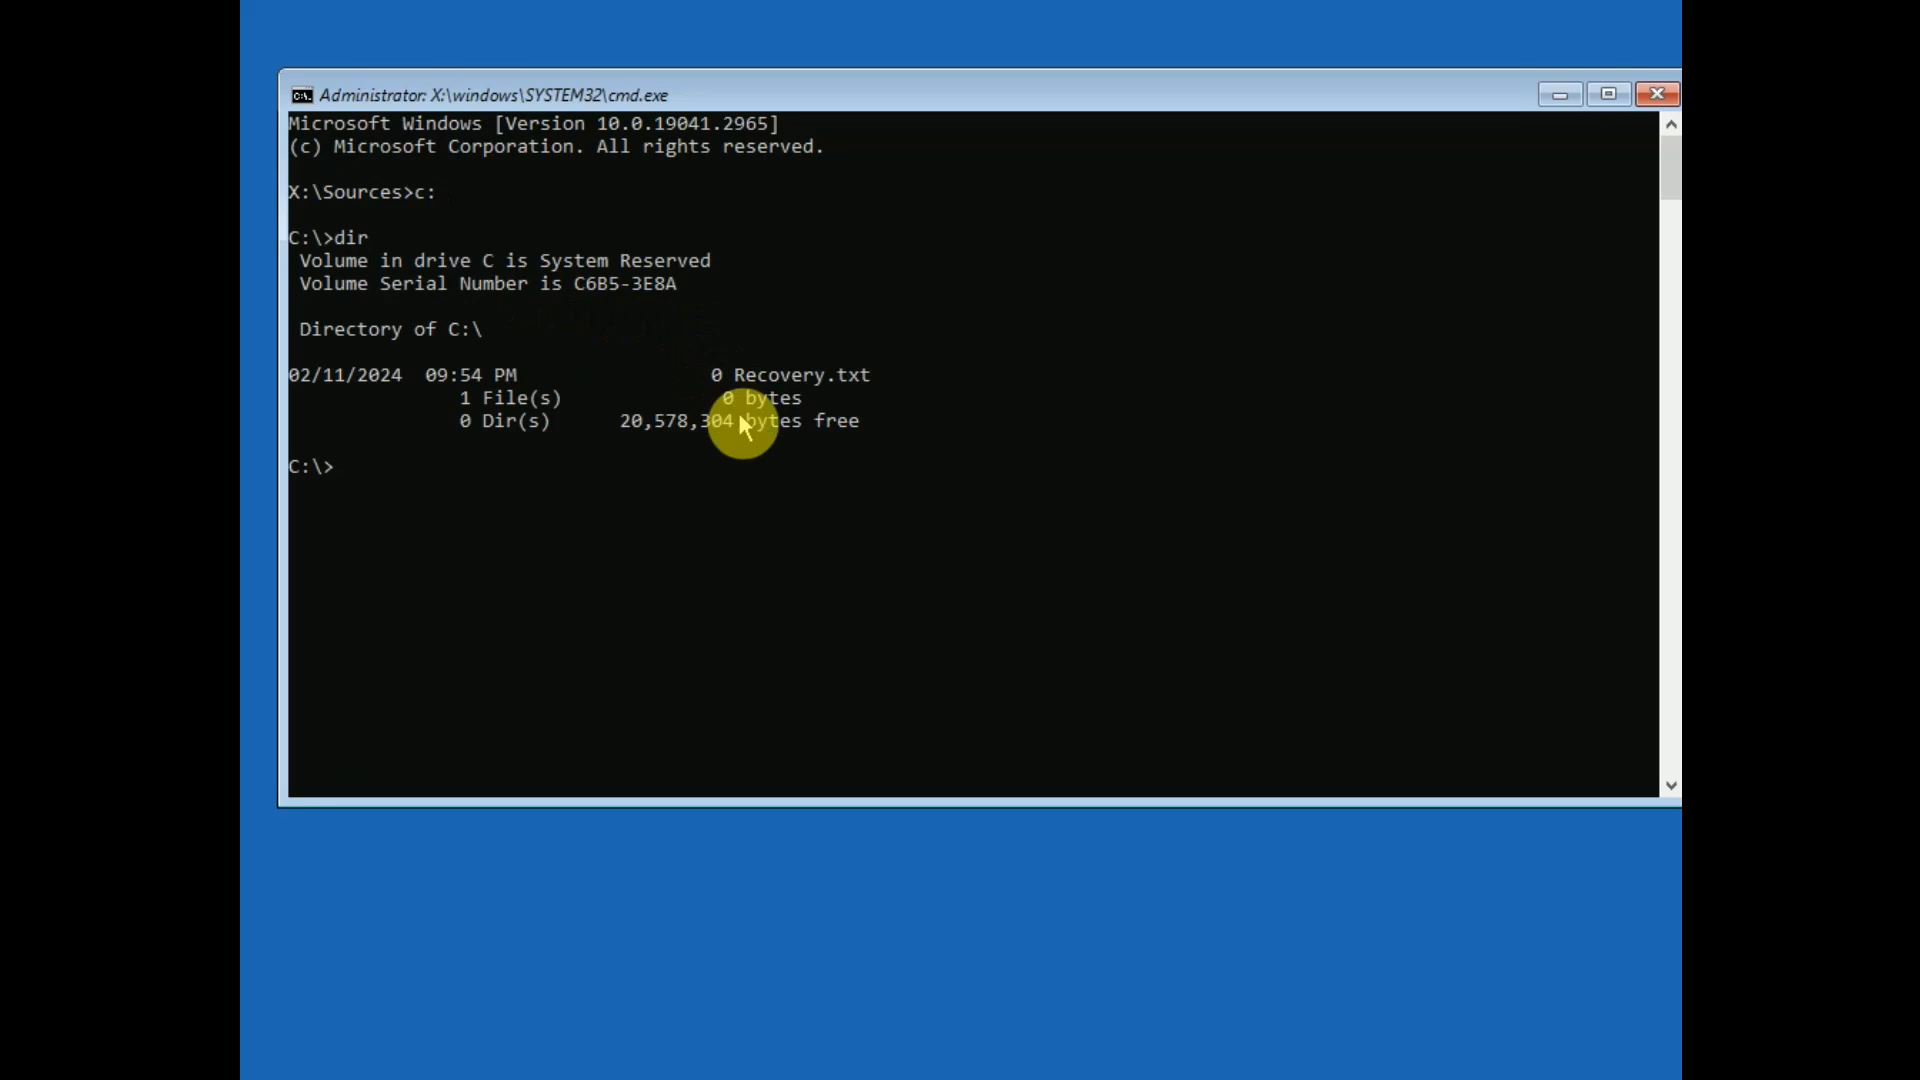 Administrator: X:\windows\SYSTEM32\cmd.exe
Microsoft Windows [Version 10.0.19041.2965]
(c) Microsoft Corporation. All rights reserved.
X:\Sources>c:
C:\>dir
Volume in drive C is System Reserved
Volume Serial Number is C6B5-3E8A
Directory of C:\
02/11/2024  09:54 PM                 0 Recovery.txt
1 File(s)              0 bytes
0 Dir(s)      20,578,304 bytes free
C:\>